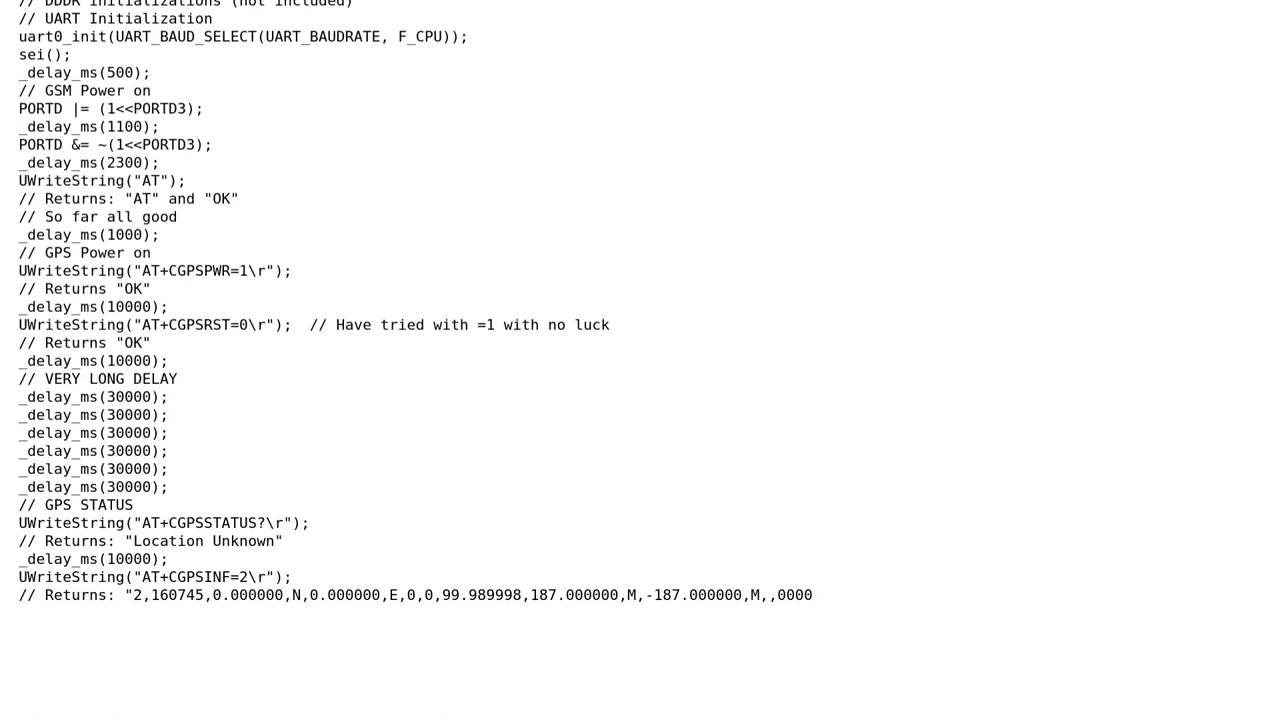 // DDDR initializations (not included)
// UART Initialization
uart0_init(UART_BAUD_SELECT(UART_BAUDRATE, F_CPU));
sei();
_delay_ms(500);
// GSM Power on
PORTD |= (1<<PORTD3);
_delay_ms(1100);
PORTD &= ~(1<<PORTD3);
_delay_ms(2300);
UWriteString("AT");
// Returns: "AT" and "OK"
// So far all good
_delay_ms(1000);
// GPS Power on
UWriteString("AT+CGPSPWR=1\r");
// Returns "OK"
_delay_ms(10000);
UWriteString("AT+CGPSRST=0\r");  // Have tried with =1 with no luck
// Returns "OK"
_delay_ms(10000);
// VERY LONG DELAY
_delay_ms(30000);
_delay_ms(30000);
_delay_ms(30000);
_delay_ms(30000);
_delay_ms(30000);
_delay_ms(30000);
// GPS STATUS
UWriteString("AT+CGPSSTATUS?\r");
// Returns: "Location Unknown"
_delay_ms(10000);
UWriteString("AT+CGPSINF=2\r");
// Returns: "2,160745,0.000000,N,0.000000,E,0,0,99.989998,187.000000,M,-187.000000,M,,0000